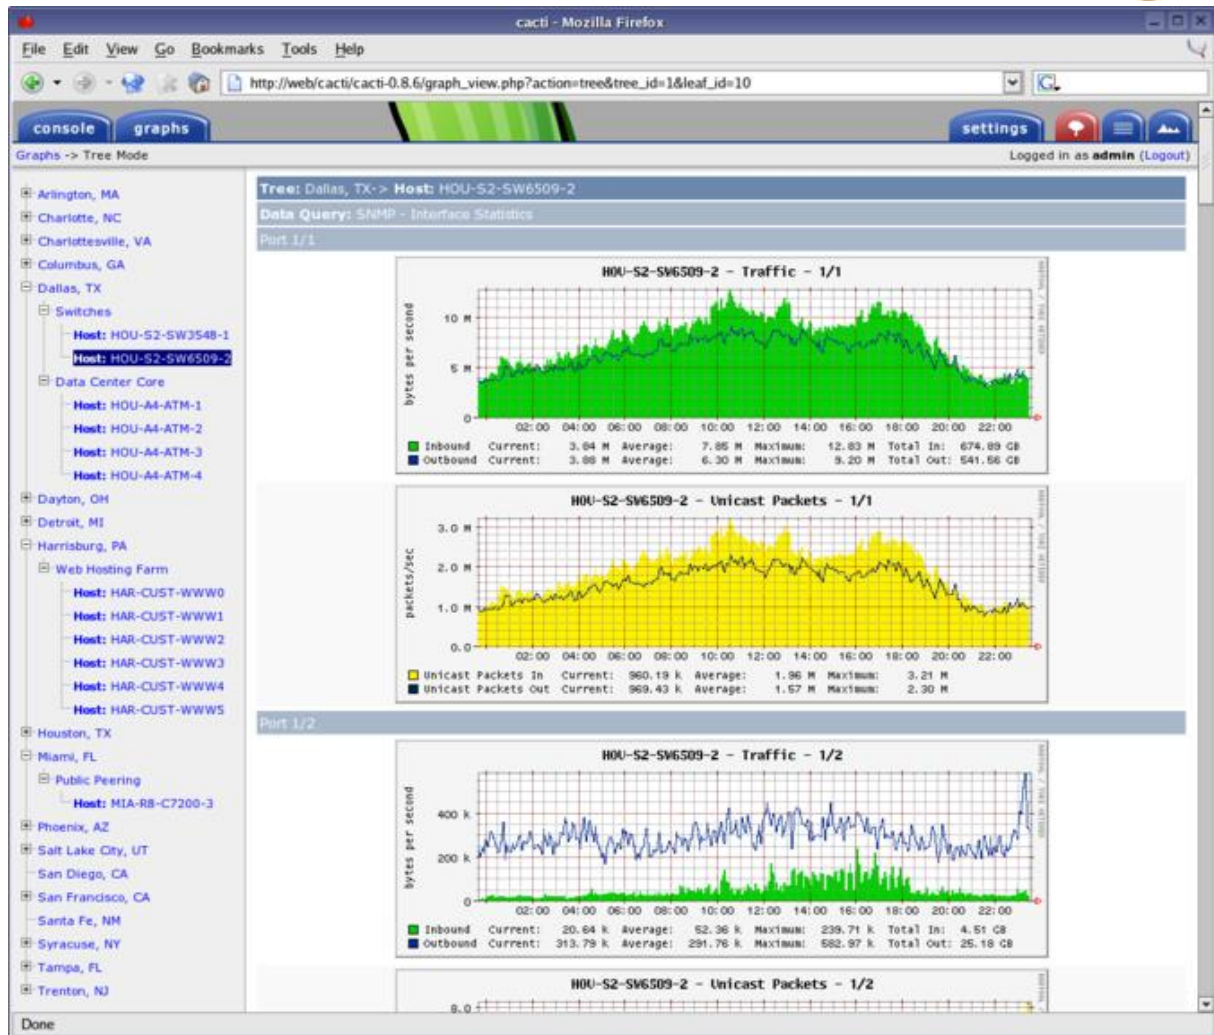 cacti - Mozilla Firefox
File Edit View Go Bookmarks Tools Help
http://web/cacti/cacti-0.8.6/graph_view.php?action=tree&tree_id=1&leaf_id=10
G
console graphs settings
Graphs -> Tree Mode
Logged in as admin (Logout)
Arlington, MA
Charlotte, NC
Charlottesville, VA
Columbus, GA
Dallas, TX
Switches
Host: HOU-S2-SW3548-1
Host: HOU-S2-SW6509-2
Data Center Core
Host: HOU-A4-ATM-1
Host: HOU-A4-ATM-2
Host: HOU-A4-ATM-3
Host: HOU-A4-ATM-4
Dayton, OH
Detroit, MI
Harrisburg, PA
Web Hosting Farm
Host: HAR-CUST-WWW0
Host: HAR-CUST-WWW1
Host: HAR-CUST-WWW2
Host: HAR-CUST-WWW3
Host: HAR-CUST-WWW4
Host: HAR-CUST-WWW5
Houston, TX
Miami, FL
Public Peering
Host: MIA-R8-C7200-3
Phoenix, AZ
Salt Lake City, UT
San Diego, CA
San Francisco, CA
Santa Fe, NM
Syracuse, NY
Tampa, FL
Trenton, NJ
Tree: Dallas, TX-> Host: HOU-S2-SW6509-2
Data Query: SNMP - Interface Statistics
Port 1/1
HOU-S2-SW6509-2 - Traffic - 1/1
bytes per second
10 M
5 M
0
02:00 04:00 06:00 08:00 10:00 12:00 14:00 16:00 18:00 20:00 22:00
Inbound Current: 3.84 M Average: 7.85 M Maximum: 12.83 M Total In: 674.89 GB
Outbound Current: 3.88 M Average: 6.30 M Maximum: 9.20 M Total Out: 541.56 GB
HOU-S2-SW6509-2 - Unicast Packets - 1/1
packets/sec
3.0 M
2.0 M
1.0 M
0.0
02:00 04:00 06:00 08:00 10:00 12:00 14:00 16:00 18:00 20:00 22:00
Unicast Packets In Current: 960.19 k Average: 1.96 M Maximum: 3.21 M
Unicast Packets Out Current: 969.43 k Average: 1.57 M Maximum: 2.30 M
Port 1/2
HOU-S2-SW6509-2 - Traffic - 1/2
bytes per second
400 k
200 k
0
02:00 04:00 06:00 08:00 10:00 12:00 14:00 16:00 18:00 20:00 22:00
Inbound Current: 20.64 k Average: 52.36 k Maximum: 239.71 k Total In: 4.51 GB
Outbound Current: 313.79 k Average: 291.76 k Maximum: 582.97 k Total Out: 25.18 GB
HOU-S2-SW6509-2 - Unicast Packets - 1/2
8.0
Done